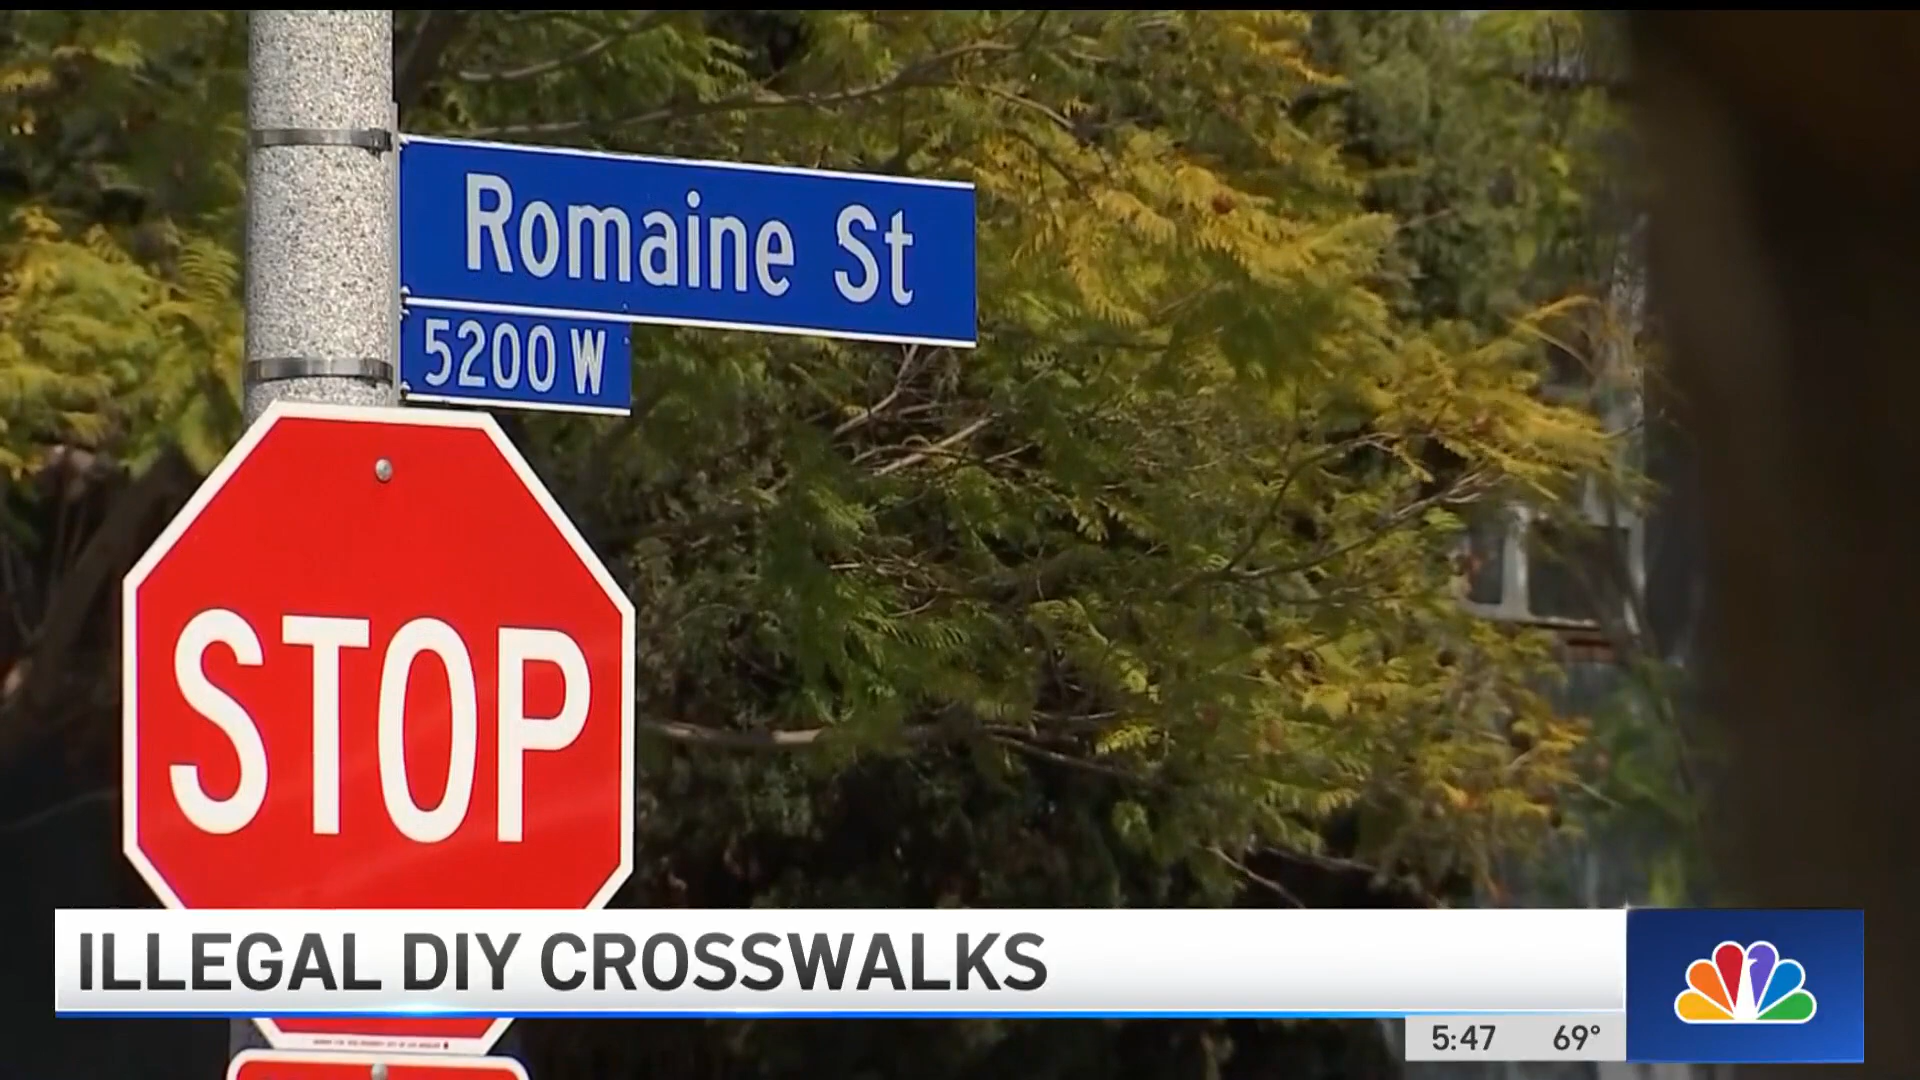 Romaine St
5200 W
STOP
ILLEGAL DIY CROSSWALKS
5:47 69°